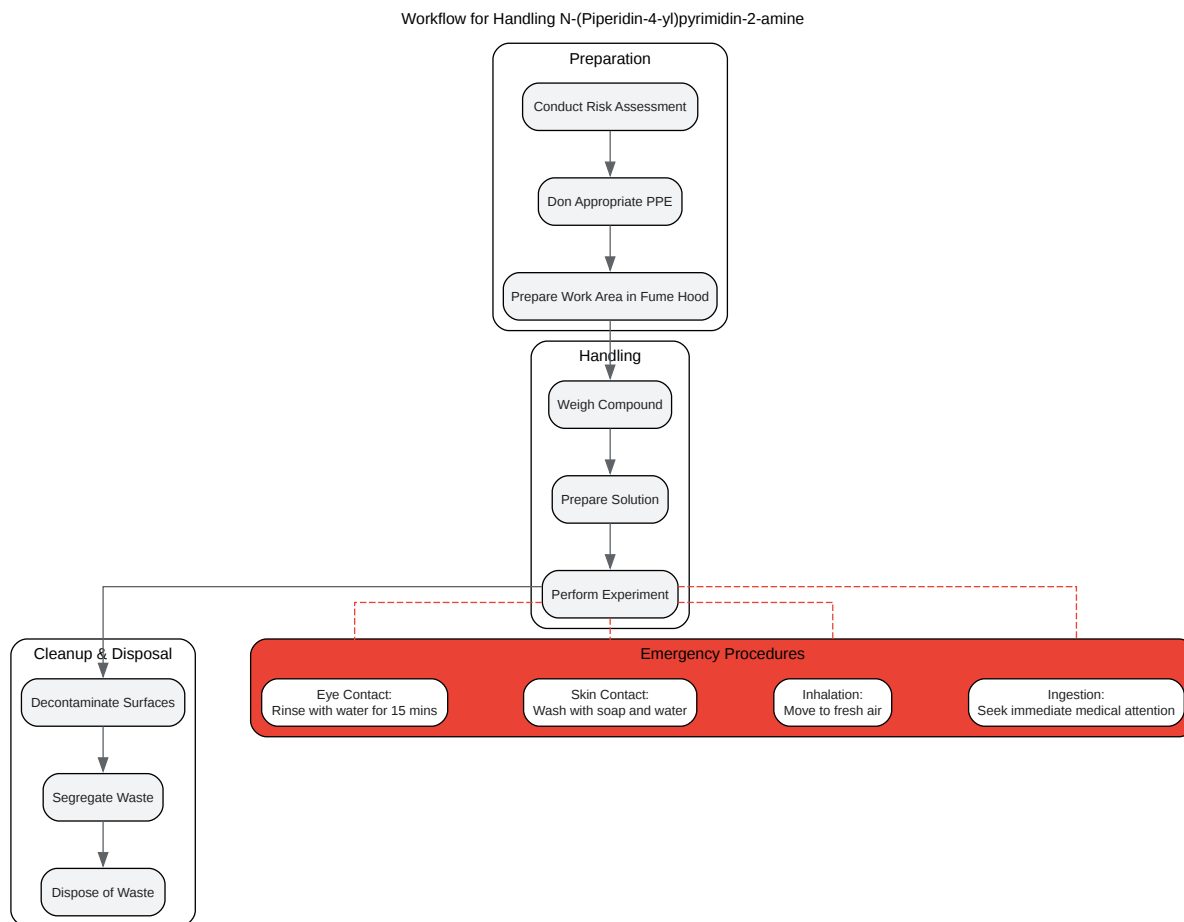 Workflow for Handling N-(Piperidin-4-yl)pyrimidin-2-amine
Preparation
Conduct Risk Assessment
Don Appropriate PPE
Prepare Work Area in Fume Hood
Handling
Weigh Compound
Prepare Solution
Perform Experiment
Cleanup & Disposal
Decontaminate Surfaces
Segregate Waste
Dispose of Waste
Emergency Procedures
Eye Contact:
Rinse with water for 15 mins
Skin Contact:
Wash with soap and water
Inhalation:
Move to fresh air
Ingestion:
Seek immediate medical attention